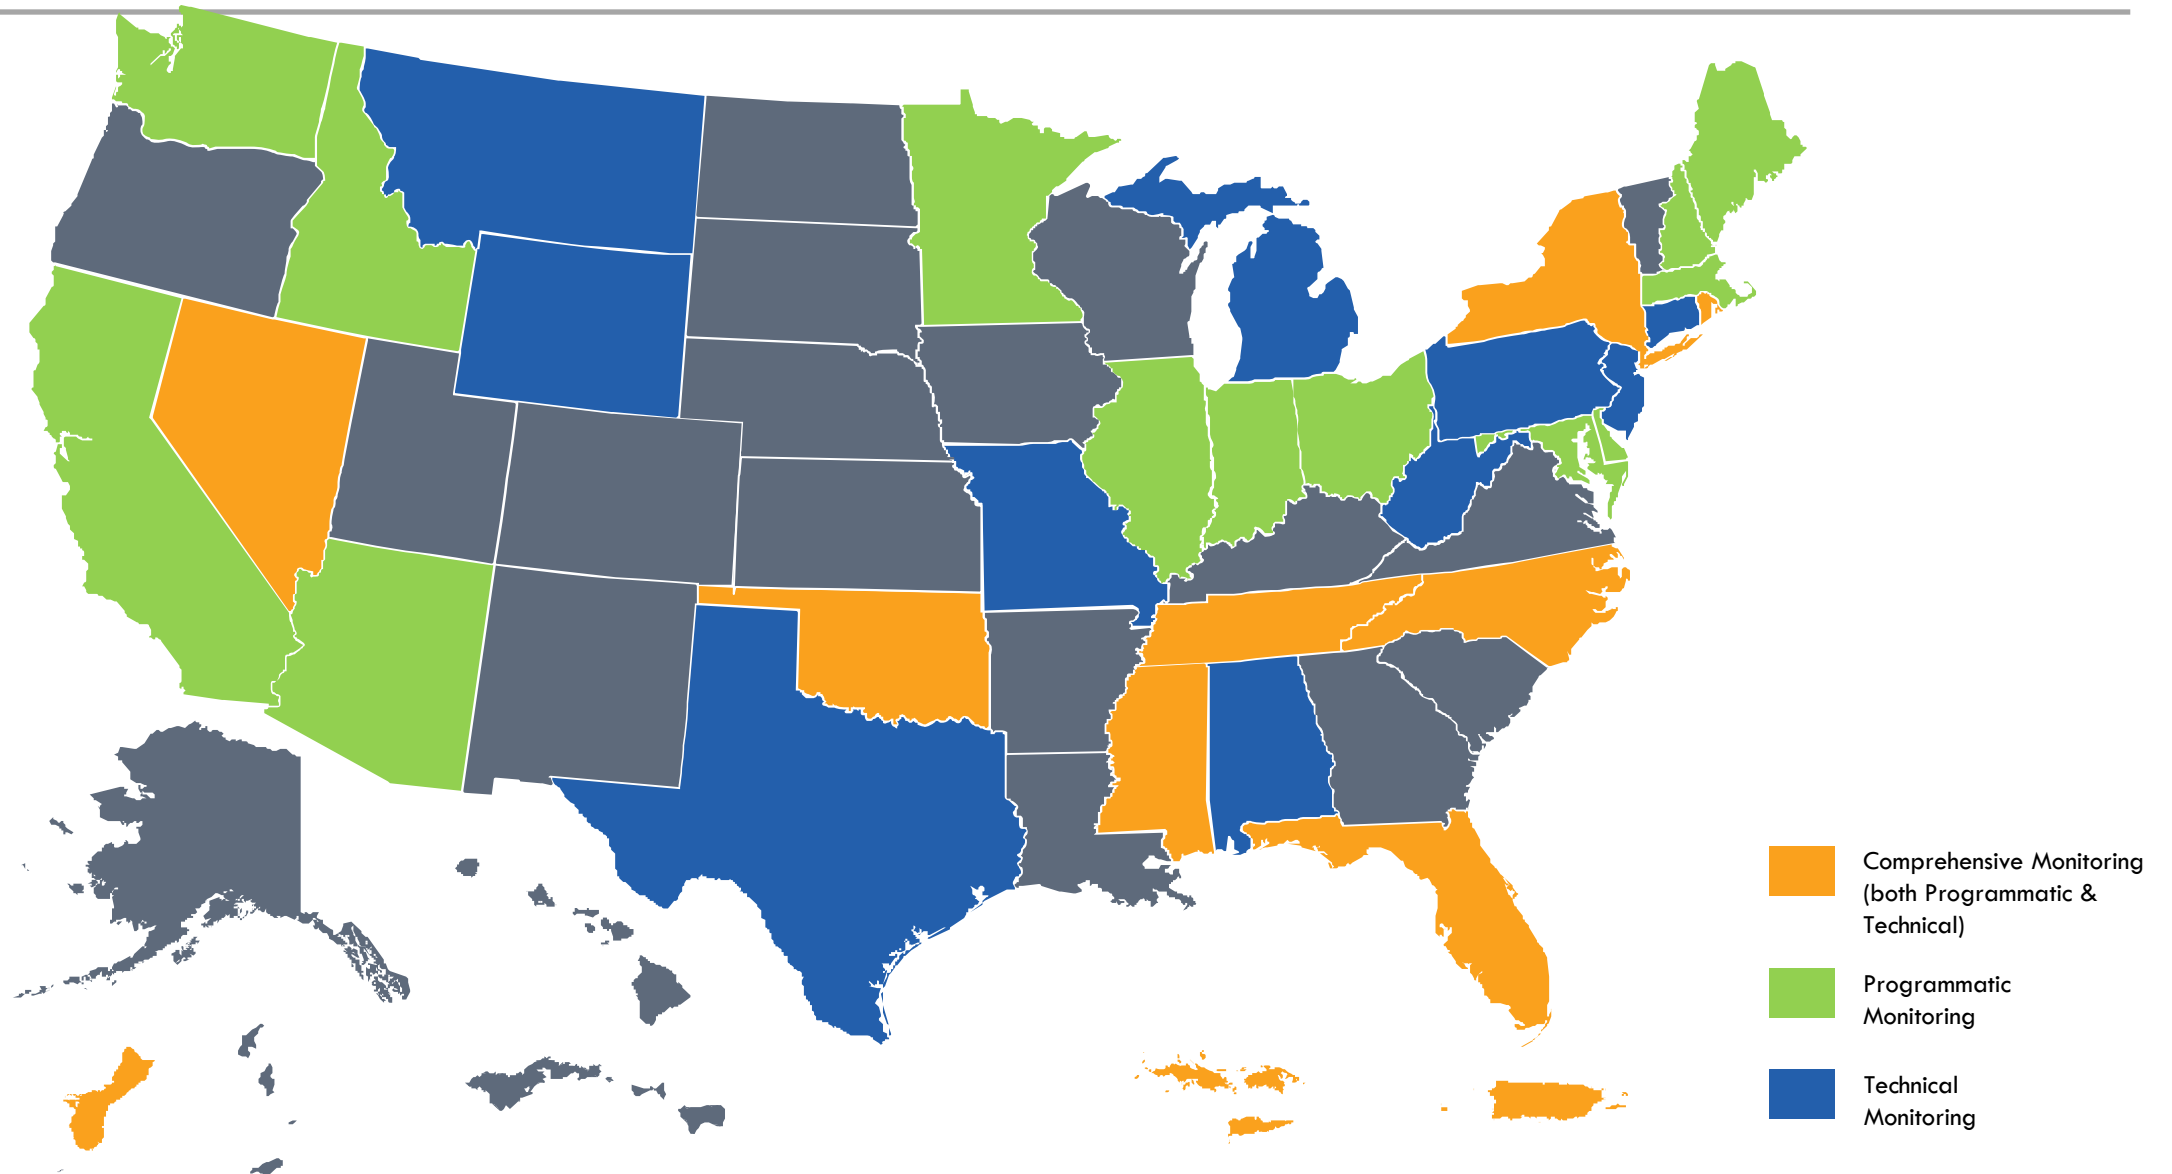 Comprehensive Monitoring
(both Programmatic &
Technical)
Programmatic
Monitoring
Technical
Monitoring